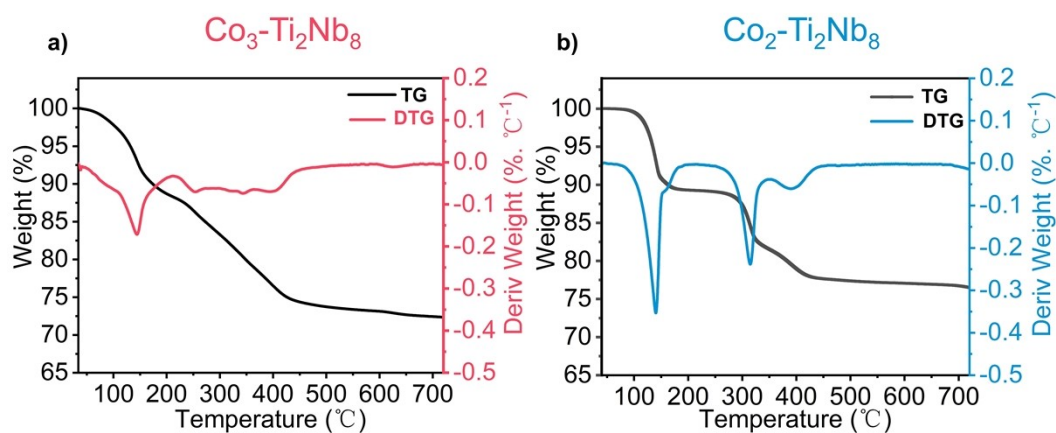 a) Co₃-Ti₂Nb₈
TG
DTG
Weight (%)
100
95
90
85
80
75
70
65
0.2
0.1
0.0
-0.1
-0.2
-0.3
-0.4
-0.5
Deriv Weight (%. ℃⁻¹)
100 200 300 400 500 600 700
Temperature (℃)
b) Co₂-Ti₂Nb₈
TG
DTG
Weight (%)
100
95
90
85
80
75
70
65
0.2
0.1
0.0
-0.1
-0.2
-0.3
-0.4
-0.5
Deriv Weight (%. ℃⁻¹)
100 200 300 400 500 600 700
Temperature (℃)